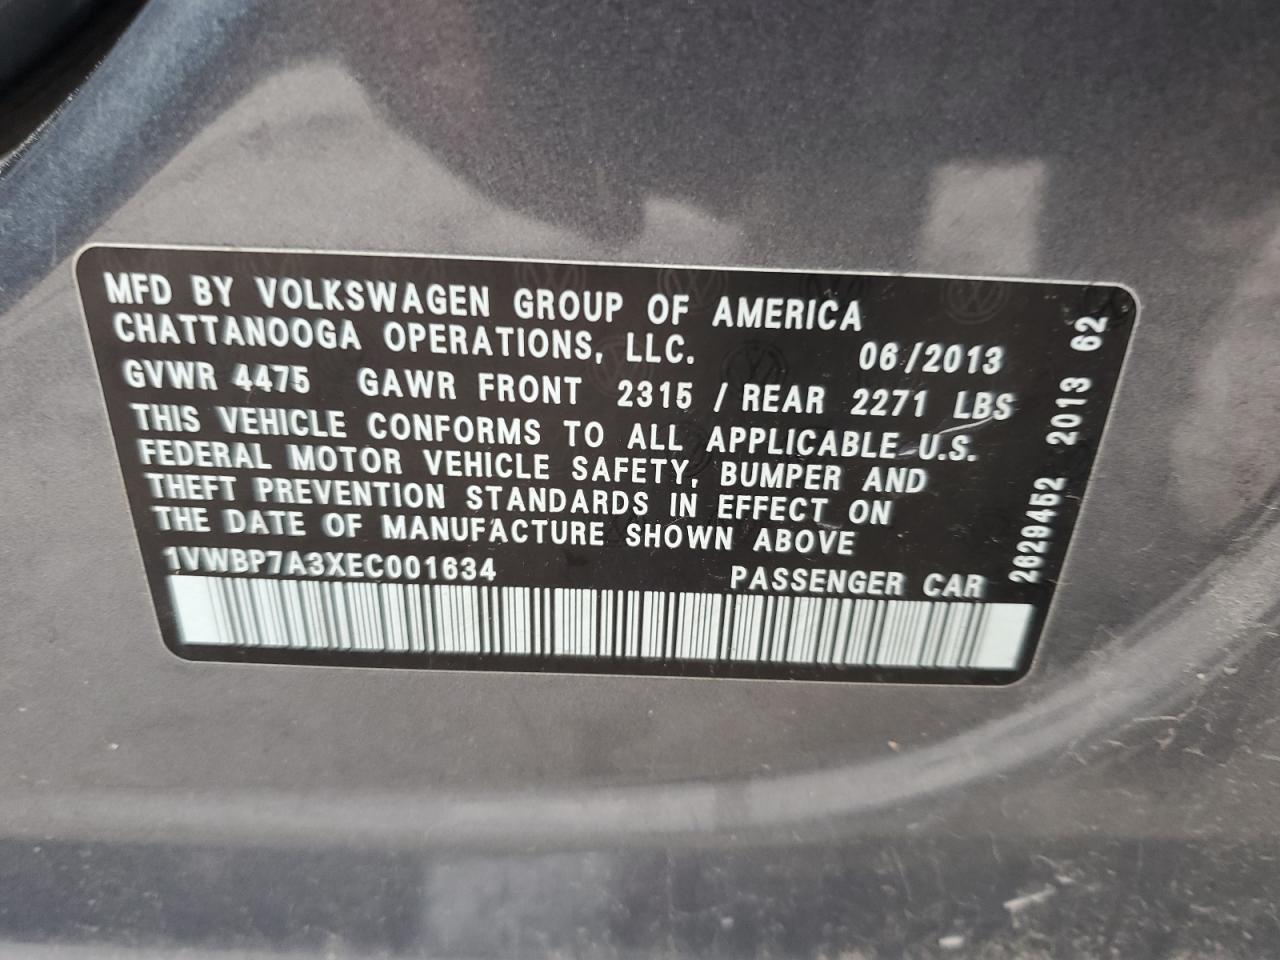 MFD BY VOLKSWAGEN GROUP OF AMERICA
CHATTANOOGA OPERATIONS, LLC. 06/2013
GVWR 4475 GAWR FRONT 2315 / REAR 2271 LBS
THIS VEHICLE CONFORMS TO ALL APPLICABLE U.S.
FEDERAL MOTOR VEHICLE SAFETY, BUMPER AND
THEFT PREVENTION STANDARDS IN EFFECT ON
THE DATE OF MANUFACTURE SHOWN ABOVE
1VWBP7A3XEC001634 PASSENGER CAR
2629452 2013 62